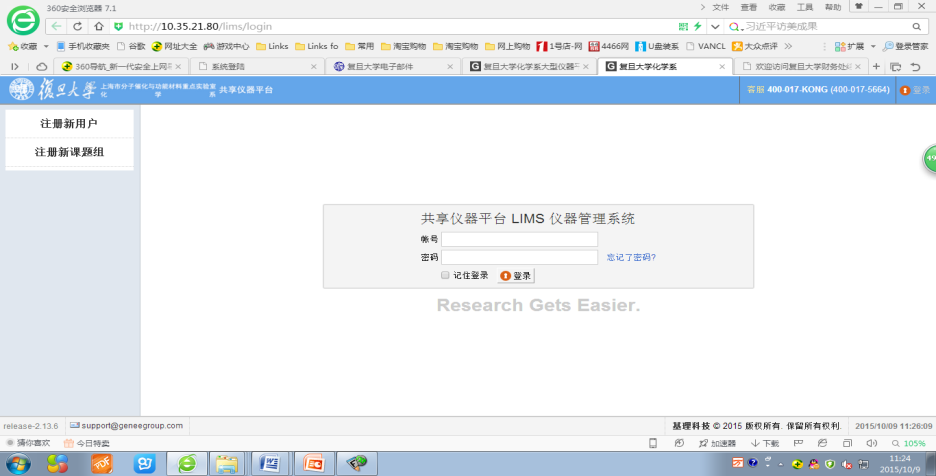 360安全浏览器 7.1
文件 查看 收藏 工具 帮助
http://10.35.21.80/lims/login
习近平访美成果
收藏 手机收藏夹 谷歌 网址大全 游戏中心 Links Links fo 常用 淘宝购物 淘宝购物 网上购物 1号店-网 4466网 U盘装系 VANCL 大众点评 扩展 登录管家
360导航_新一代安全上网导 系统登陆 复旦大学电子邮件 复旦大学化学系大型仪器平 复旦大学化学系 欢迎访问复旦大学财务处
復旦大學 上海市分子催化与功能材料重点实验室 化学系 共享仪器平台 客服 400-017-KONG (400-017-5664) 登录
注册新用户
注册新课题组
49
共享仪器平台 LIMS 仪器管理系统
帐号
密码 忘记了密码?
记住登录 登录
Research Gets Easier.
release-2.13.6 support@geneegroup.com 基理科技 © 2015 版权所有. 保留所有权利. 2015/10/09 11:26:09
猜你喜欢 今日特卖 加速器 下载 105%
11:24
2015/10/9